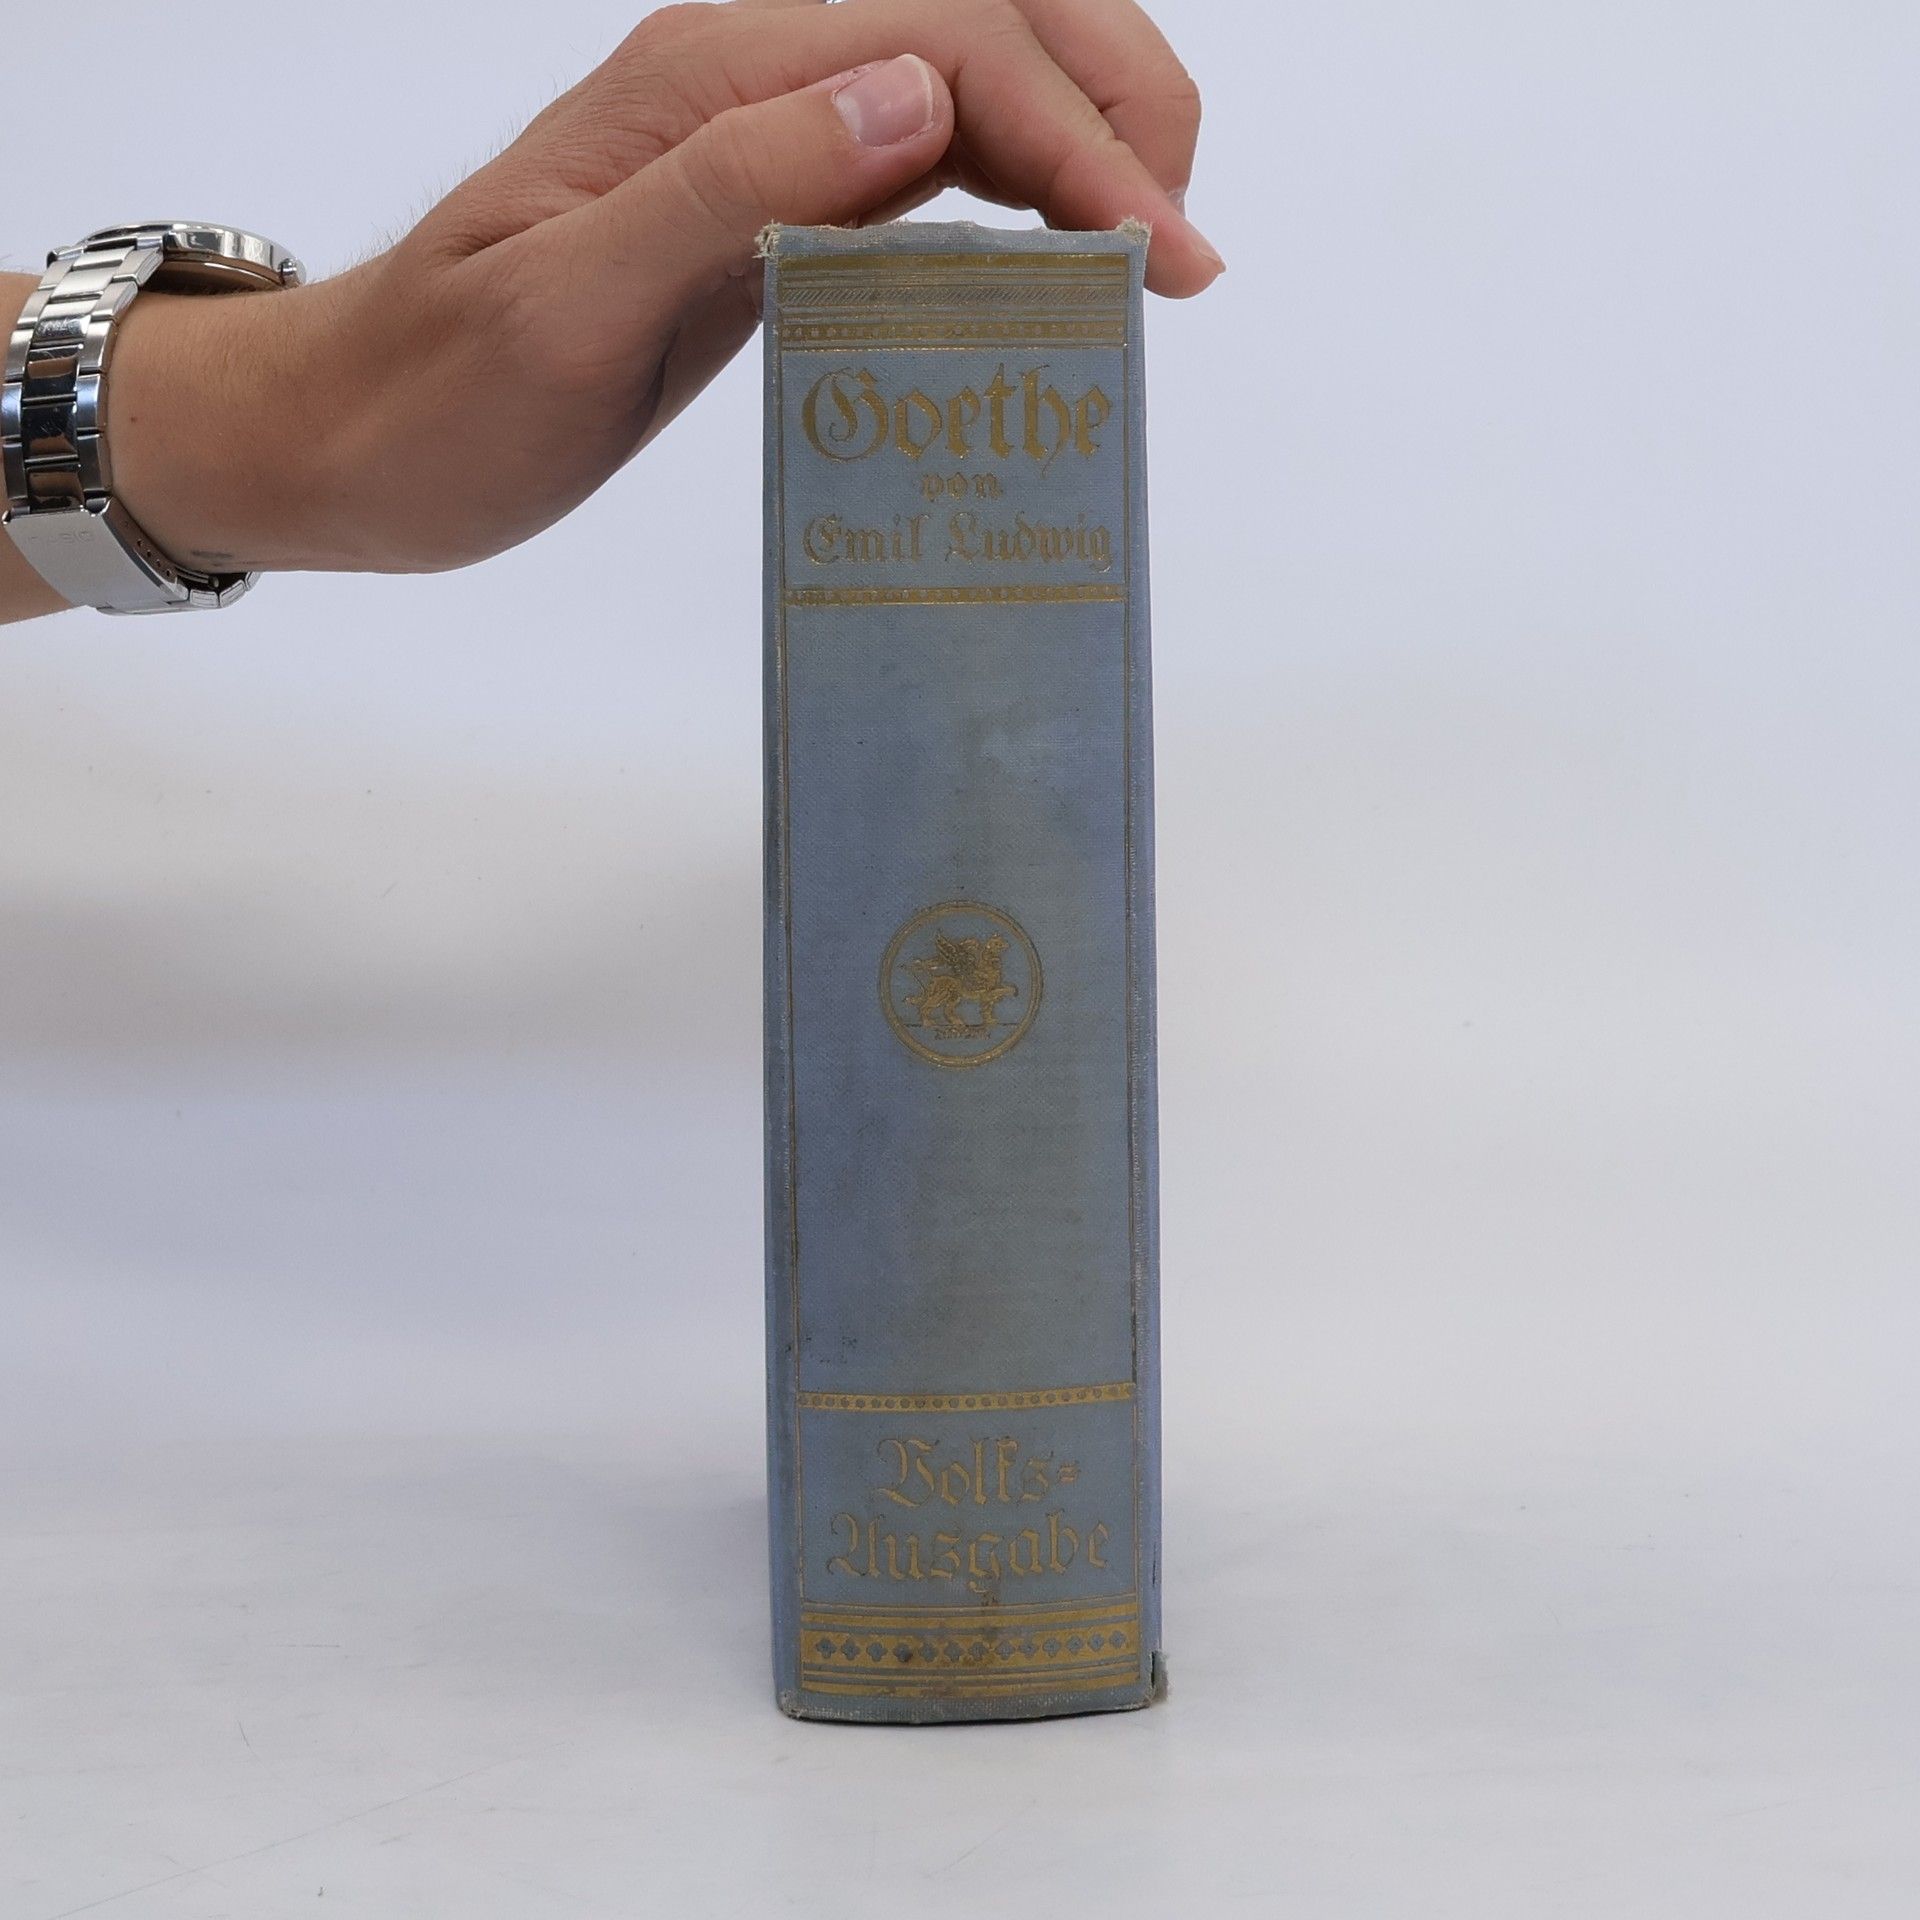 Goethe
von
Emil Ludwig
Volks=
Ausgabe